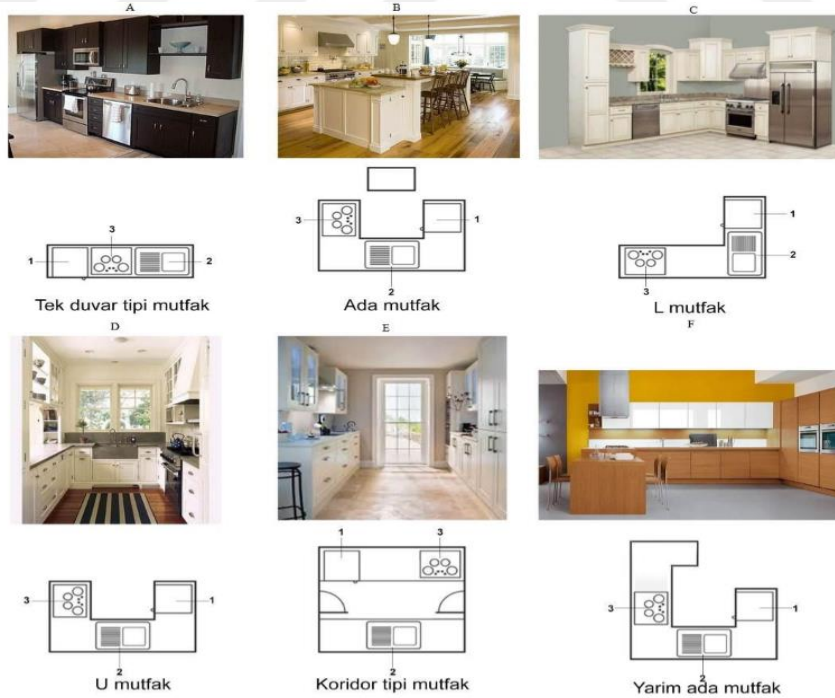 A
B
C
3
1
2
Tek duvar tipi mutfak
3
1
2
Ada mutfak
1
2
3
L mutfak
D
E
F
3
1
2
U mutfak
1
3
2
Koridor tipi mutfak
3
1
2
Yarim ada mutfak